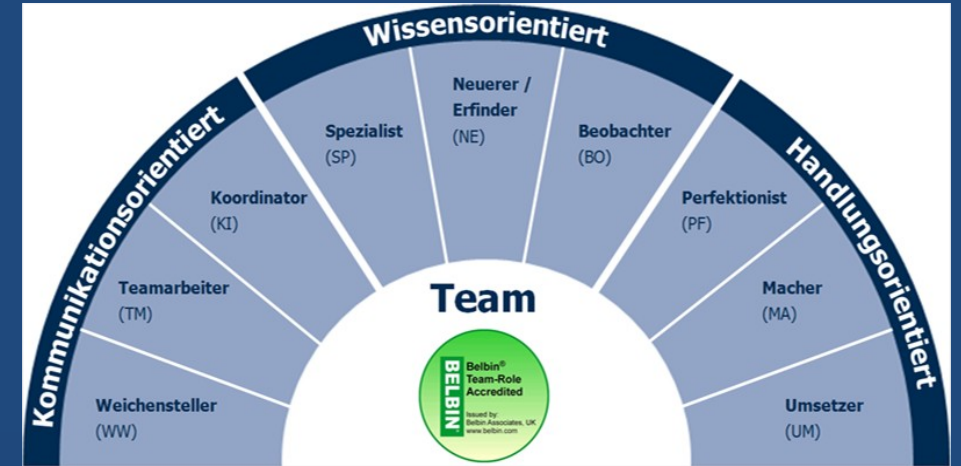 Wissensorientiert
Kommunikationsorientiert
Handlungsorientiert
Weichensteller
(WW)
Teamarbeiter
(TM)
Koordinator
(KI)
Spezialist
(SP)
Neuerer /
Erfinder
(NE)
Beobachter
(BO)
Perfektionist
(PF)
Macher
(MA)
Umsetzer
(UM)
Team
BELBIN
Belbin®
Team-Role
Accredited
Issued by:
Belbin Associates, UK
www.belbin.com